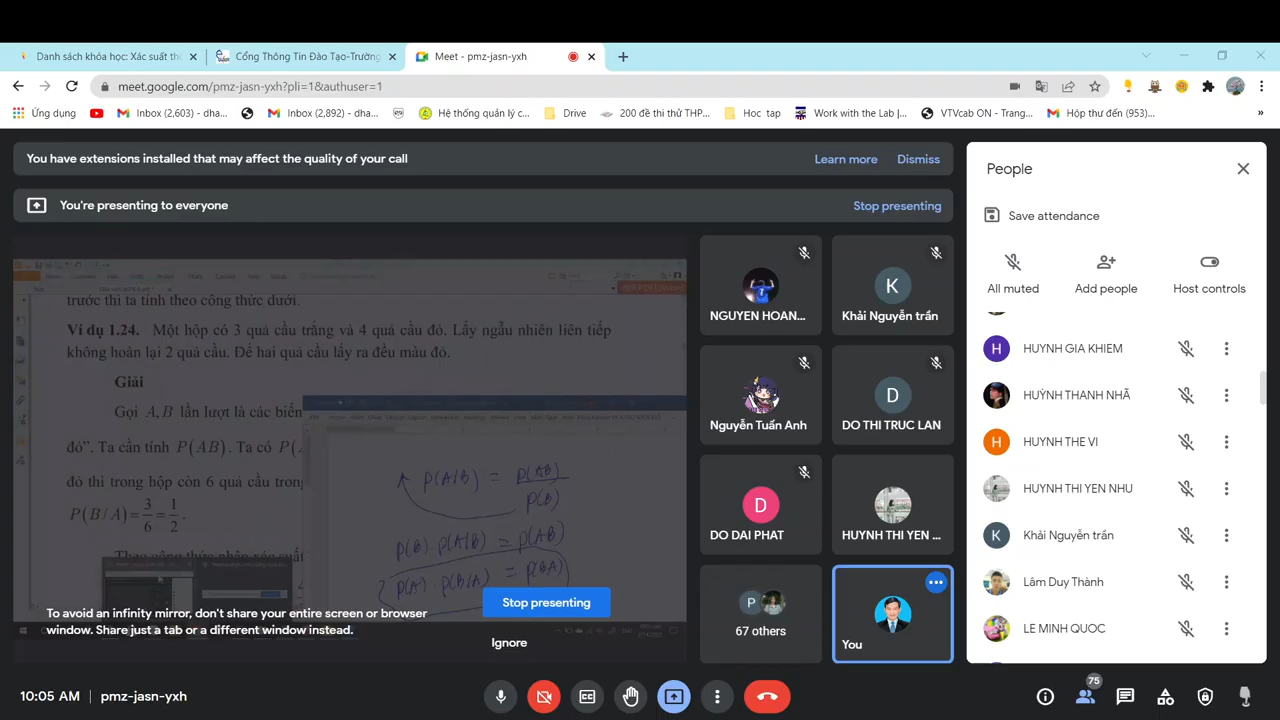 Danh sách khóa học: Xác suất thố
Cổng Thông Tin Đào Tạo-Trường
Meet - pmz-jasn-yxh
meet.google.com/pmz-jasn-yxh?pli=1&authuser=1
Ứng dụng
Inbox (2,603) - dha...
Inbox (2,892) - dha...
Hệ thống quản lý c...
Drive
200 đề thi thử THP...
Hoc tap
Work with the Lab |...
VTVcab ON - Trang...
Hộp thư đến (953)...
»
You have extensions installed that may affect the quality of your call
Learn more
Dismiss
You're presenting to everyone
Stop presenting
trước thì ta tính theo công thức dưới.
Ví dụ 1.24. Một hộp có 3 quả cầu trắng và 4 quả cầu đỏ. Lấy ngẫu nhiên liên tiếp
không hoàn lại 2 quả cầu. Để hai quả cầu lấy ra đều màu đỏ.
Giải
Gọi A,B lần lượt là các biến
đỏ". Ta cần tính P(AB). Ta có P(
đỏ thì trong hộp còn 6 quả cầu tron
P(B/A)=3/6=1/2
Theo công thức nhân xác suất
P(A|B) = P(AB)/P(B)
P(B). P(A|B) = P(AB)
P(A) P(B|A) = P(BA)
To avoid an infinity mirror, don't share your entire screen or browser
window. Share just a tab or a different window instead.
Stop presenting
Ignore
NGUYEN HOAN...
Khải Nguyễn trần
Nguyễn Tuấn Anh
DO THI TRUC LAN
DO DAI PHAT
HUYNH THI YEN ...
P
67 others
You
K
D
D
People
Save attendance
All muted
Add people
Host controls
H HUYNH GIA KHIEM
HUỲNH THANH NHÃ
H HUYNH THE VI
HUYNH THI YEN NHU
K Khải Nguyễn trần
Lâm Duy Thành
LE MINH QUOC
10:05 AM | pmz-jasn-yxh
75